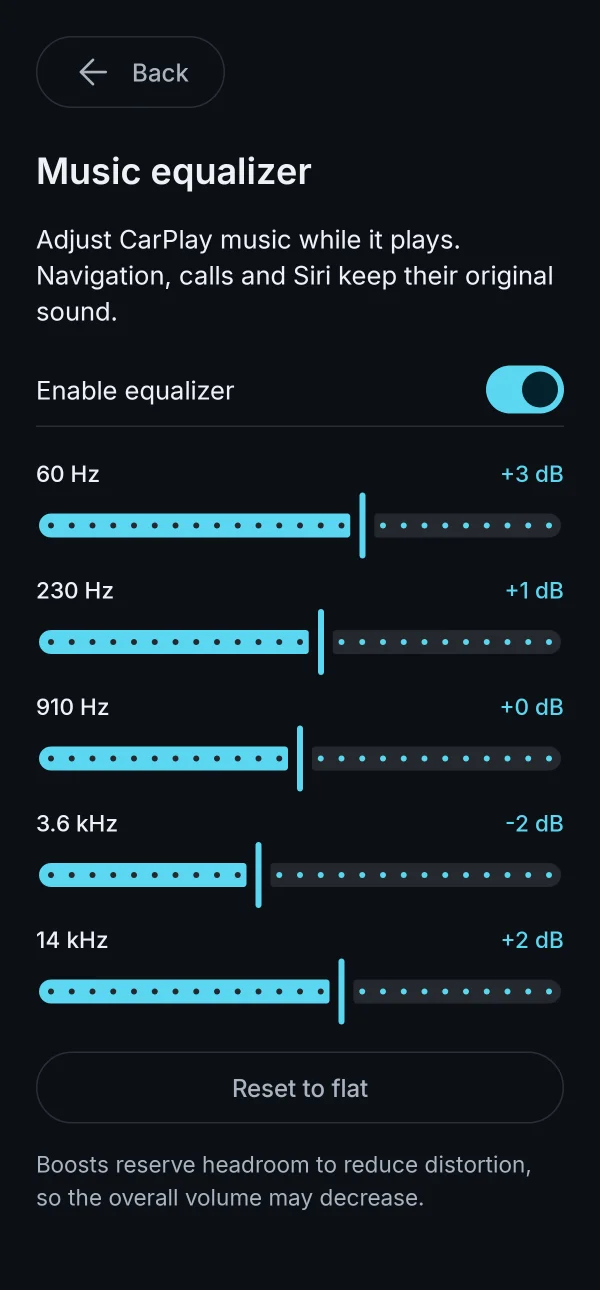 Back
Music equalizer
Adjust CarPlay music while it plays.
Navigation, calls and Siri keep their original
sound.
Enable equalizer
60 Hz +3 dB
230 Hz +1 dB
910 Hz +0 dB
3.6 kHz -2 dB
14 kHz +2 dB
Reset to flat
Boosts reserve headroom to reduce distortion,
so the overall volume may decrease.